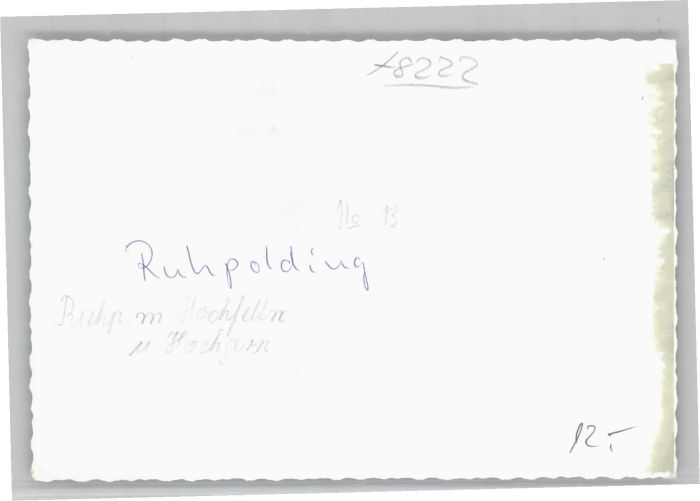 +8222
No 13
Ruhpolding
Ruhp. m. Hochfelln
u Hochgern
12.-